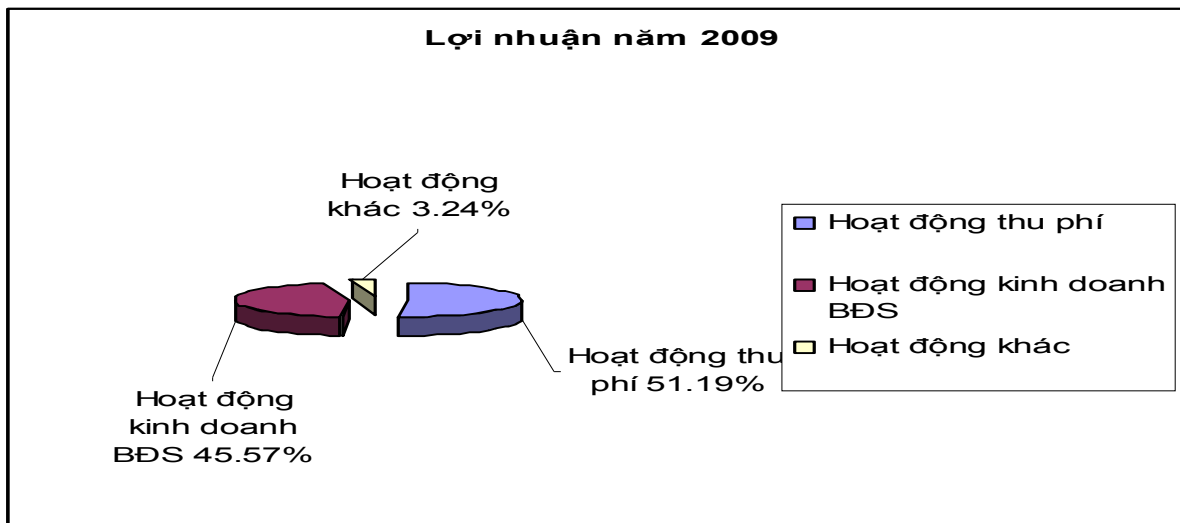 Lợi nhuận năm 2009
Hoạt động
khác 3.24%
Hoạt động thu phí
Hoạt động kinh doanh
BĐS
Hoạt động khác
Hoạt động thu
phí 51.19%
Hoạt động
kinh doanh
BĐS 45.57%